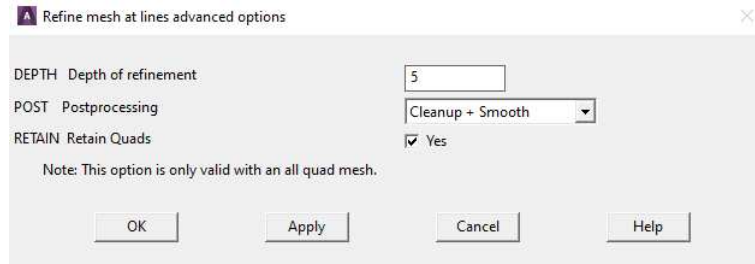 Refine mesh at lines advanced options
DEPTH Depth of refinement 5
POST Postprocessing Cleanup + Smooth
RETAIN Retain Quads Yes
Note: This option is only valid with an all quad mesh.
OK Apply Cancel Help